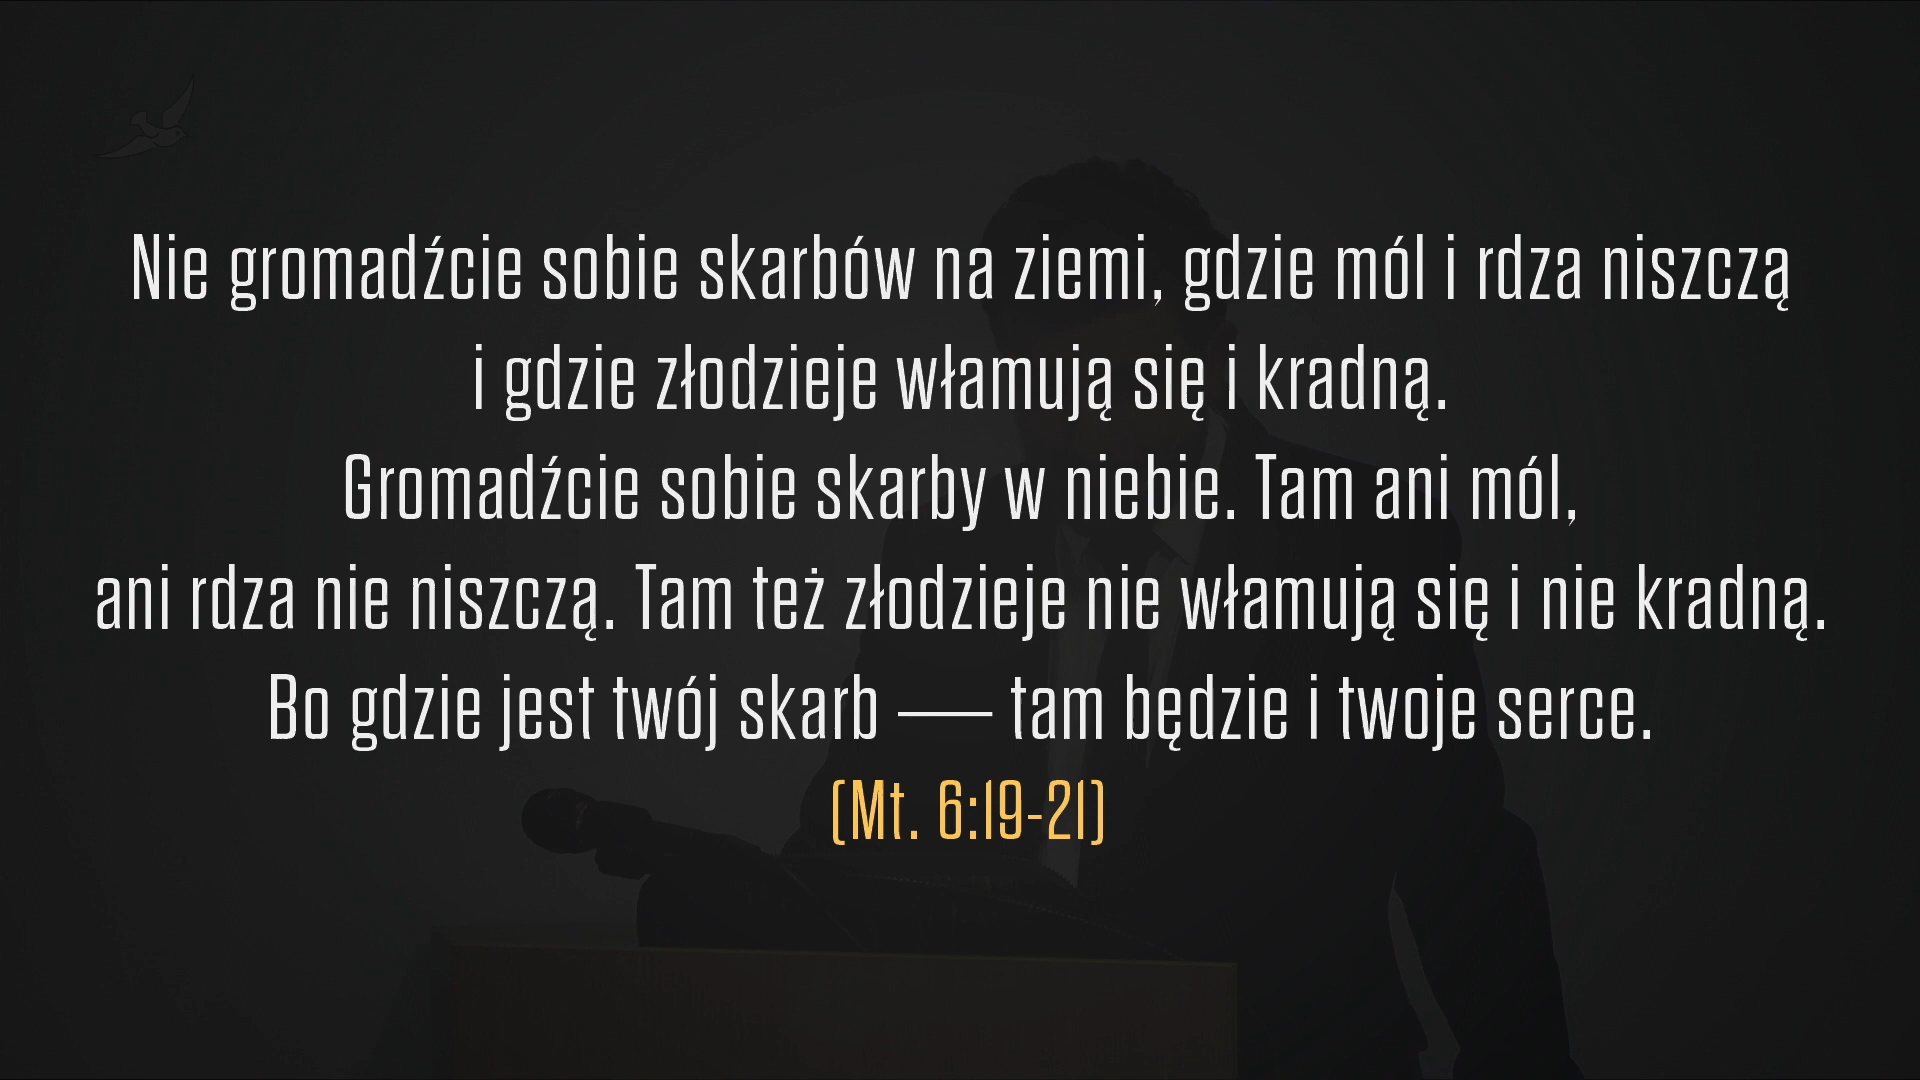 Nie gromadźcie sobie skarbów na ziemi, gdzie mól i rdza niszczą
i gdzie złodzieje włamują się i kradną.
Gromadźcie sobie skarby w niebie. Tam ani mól,
ani rdza nie niszczą. Tam też złodzieje nie włamują się i nie kradną.
Bo gdzie jest twój skarb — tam będzie i twoje serce.
(Mt. 6:19-21)